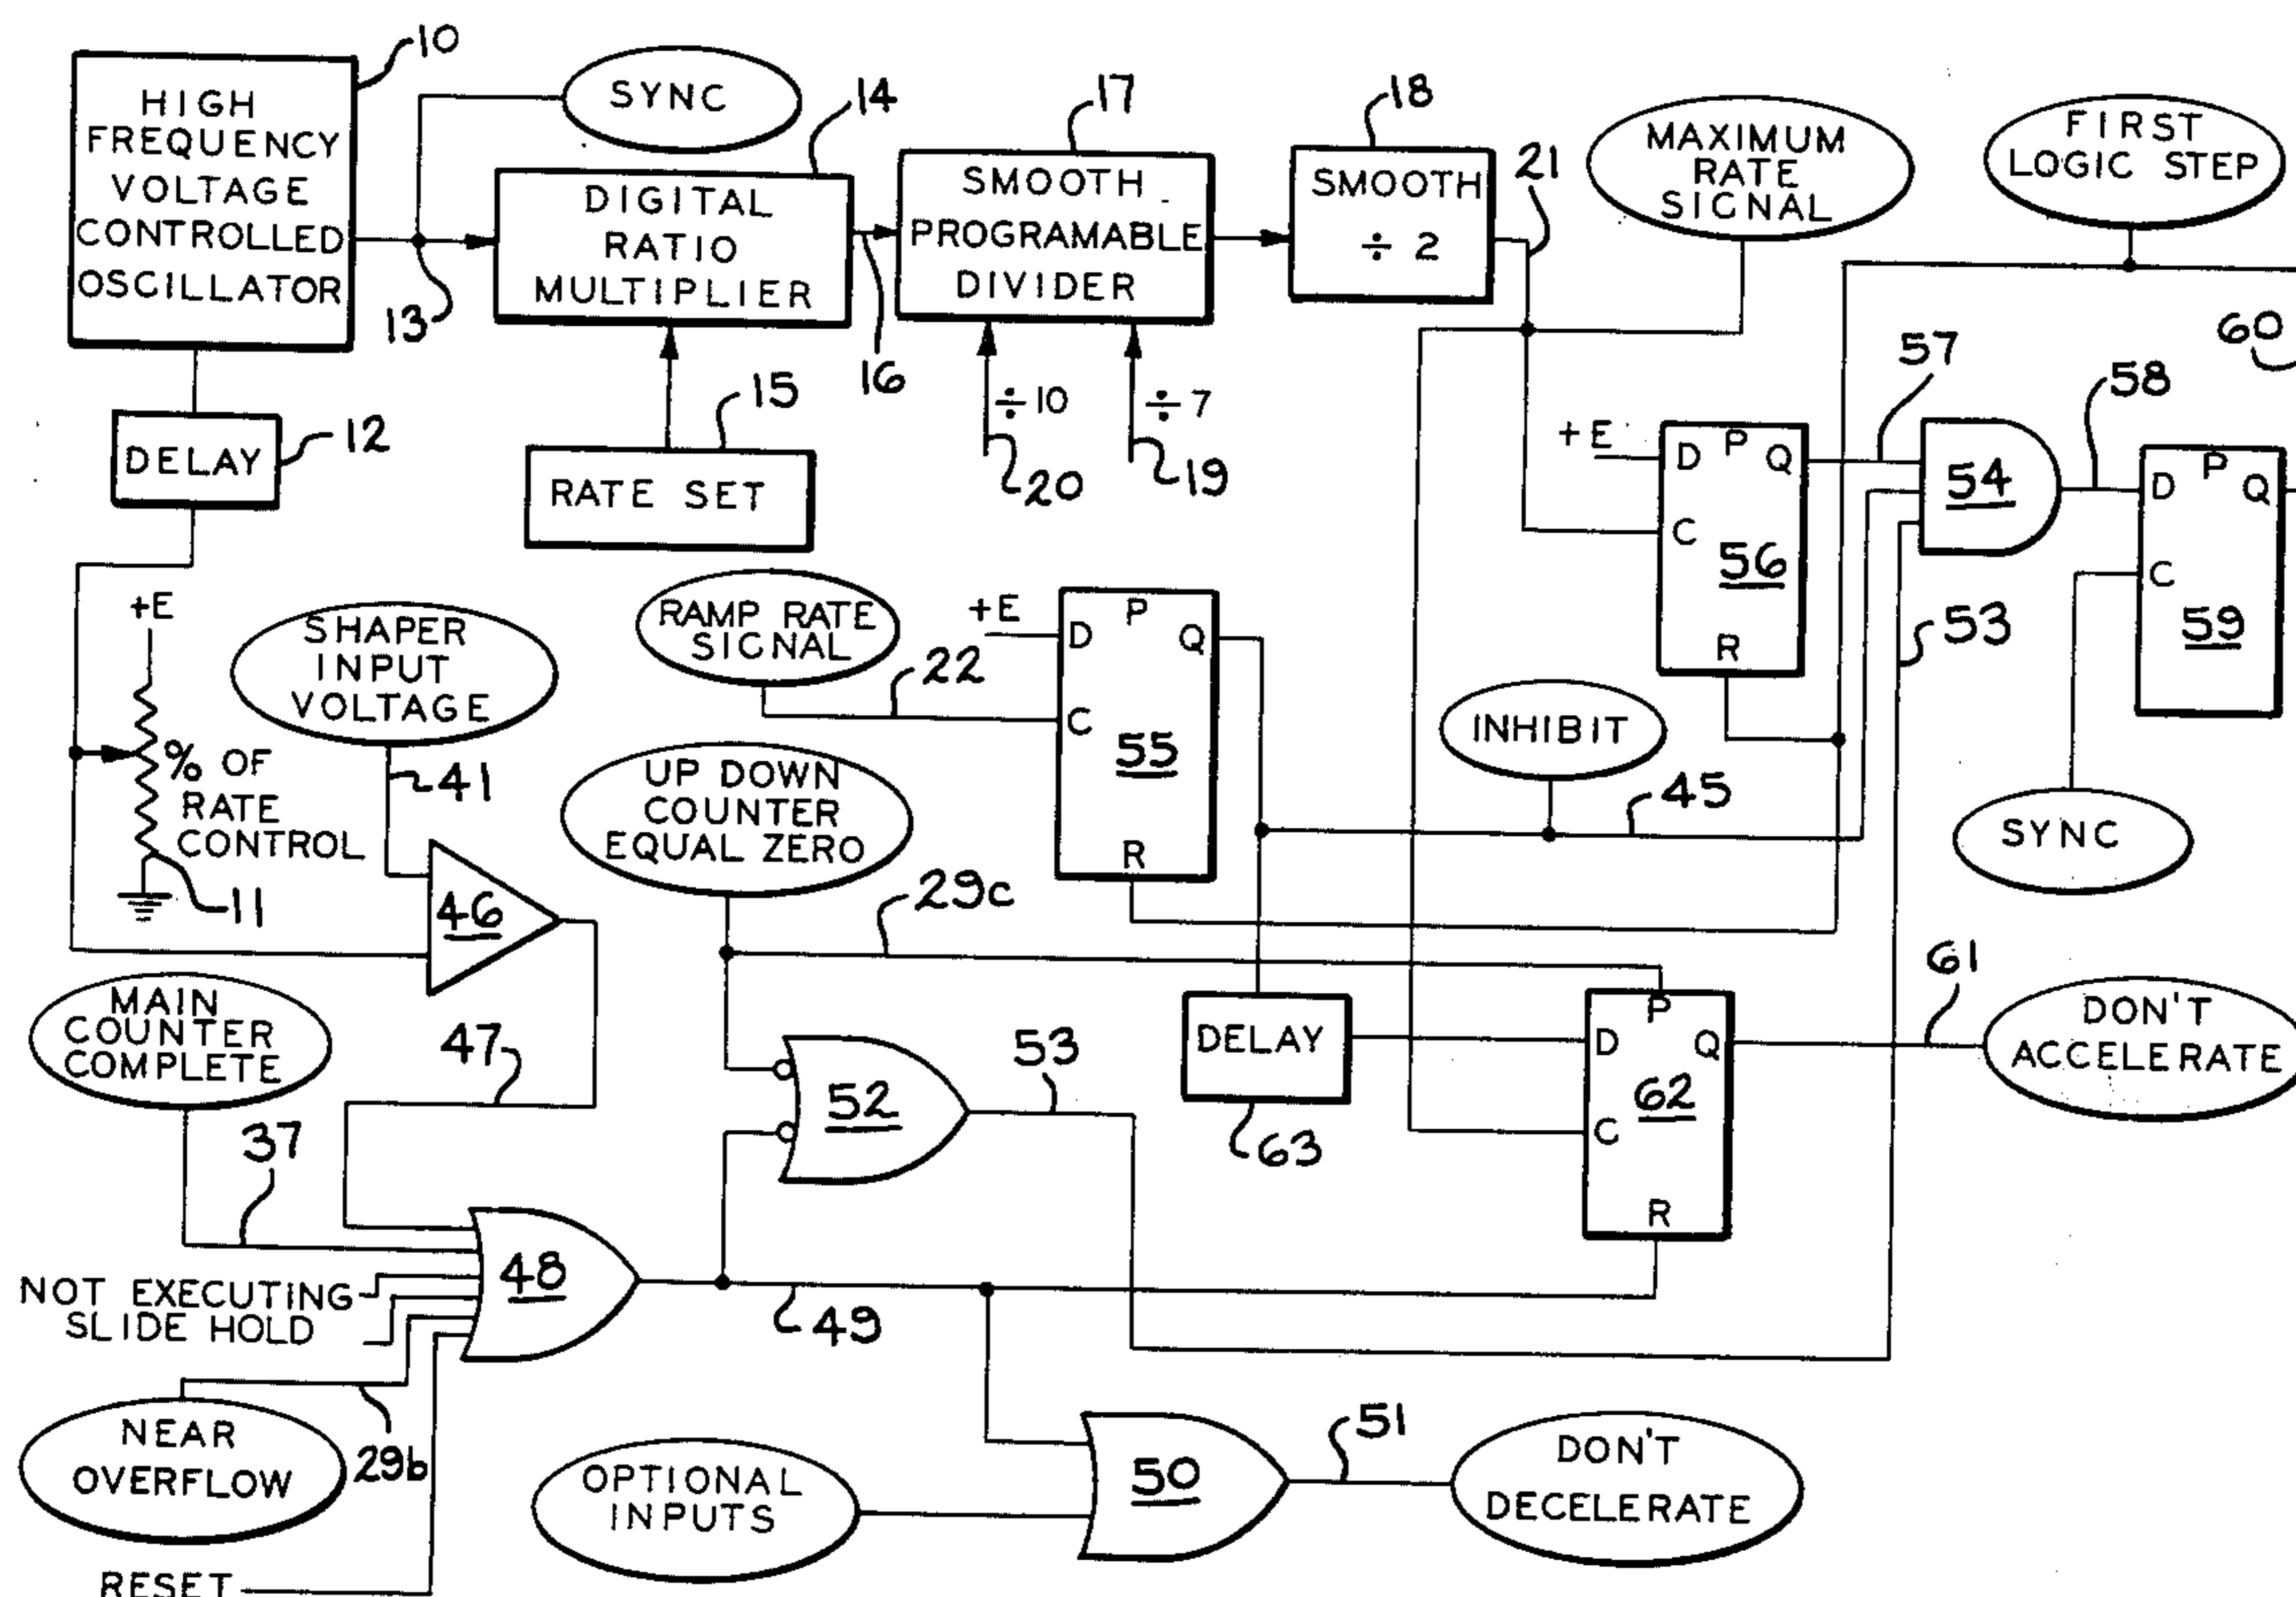 10
HIGH
FREQUENCY
VOLTAGE
CONTROLLED
OSCILLATOR
SYNC
13
14
DIGITAL
RATIO
MULTIPLIER
16
17
SMOOTH
PROGRAMABLE
DIVIDER
18
SMOOTH
÷ 2
21
MAXIMUM
RATE
SIGNAL
FIRST
LOGIC STEP
60
DELAY
12
15
RATE SET
÷ 10
20
÷ 7
19
+E
D P Q
C
56
R
57
54
58
D P Q
C
59
53
SYNC
+E
% OF
RATE
CONTROL
11
SHAPER
INPUT
VOLTAGE
41
46
RAMP RATE
SIGNAL
22
+E
D P Q
C
55
R
INHIBIT
45
UP DOWN
COUNTER
EQUAL ZERO
29c
MAIN
COUNTER
COMPLETE
47
37
52
53
DELAY
63
D P Q
62
C
R
61
DON'T
ACCELERATE
NOT EXECUTING
SLIDE HOLD
48
49
NEAR
OVERFLOW
29b
RESET
OPTIONAL
INPUTS
50
51
DON'T
DECELERATE